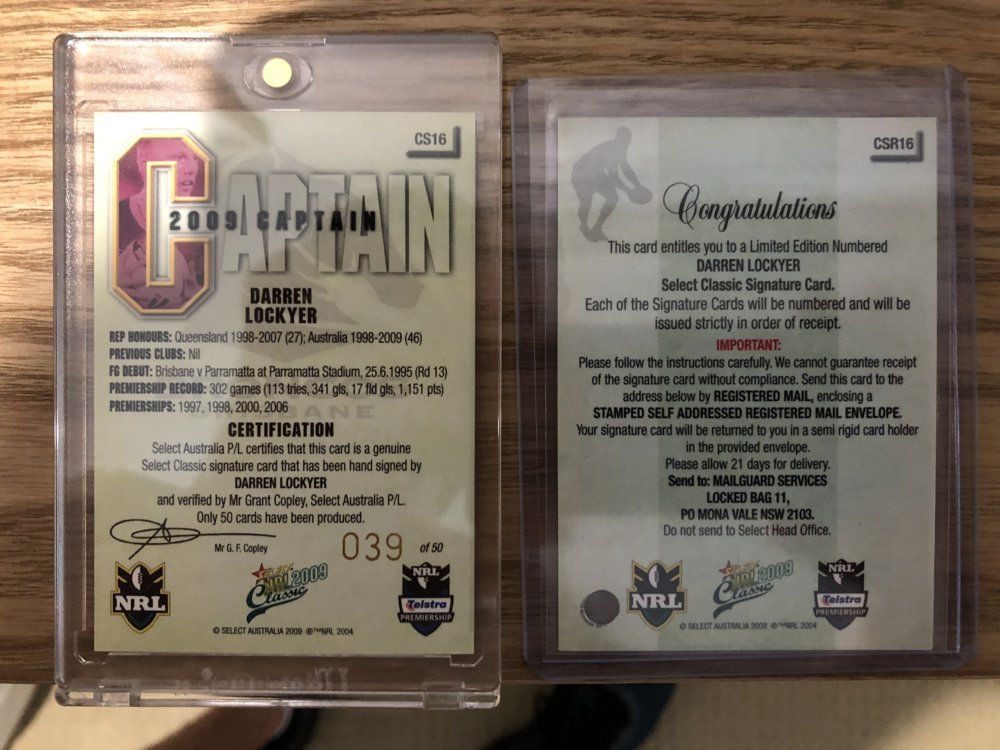 CS16
CAPTAIN
2009 CAPTAIN
DARREN
LOCKYER
REP HONOURS: Queensland 1998-2007 (27); Australia 1998-2009 (46)
PREVIOUS CLUBS: Nil
FG DEBUT: Brisbane v Parramatta at Parramatta Stadium, 25.6.1995 (Rd 13)
PREMIERSHIP RECORD: 302 games (113 tries, 341 gls, 17 fld gls, 1,151 pts)
PREMIERSHIPS: 1997, 1998, 2000, 2006
BRISBANE
CERTIFICATION
Select Australia P/L certifies that this card is a genuine
Select Classic signature card that has been hand signed by
DARREN LOCKYER
and verified by Mr Grant Copley, Select Australia P/L.
Only 50 cards have been produced.
Mr G. F. Copley
039 of 50
NRL
SELECT
NRL 2009
Classic
NRL
Telstra
PREMIERSHIP
© SELECT AUSTRALIA 2009 ®™NRL 2004
CSR16
Congratulations
This card entitles you to a Limited Edition Numbered
DARREN LOCKYER
Select Classic Signature Card.
Each of the Signature Cards will be numbered and will be
issued strictly in order of receipt.
IMPORTANT:
Please follow the instructions carefully. We cannot guarantee receipt
of the signature card without compliance. Send this card to the
address below by REGISTERED MAIL, enclosing a
STAMPED SELF ADDRESSED REGISTERED MAIL ENVELOPE.
Your signature card will be returned to you in a semi rigid card holder
in the provided envelope.
Please allow 21 days for delivery.
Send to: MAILGUARD SERVICES
LOCKED BAG 11,
PO MONA VALE NSW 2103.
Do not send to Select Head Office.
NRL
SELECT
NRL 2009
Classic
NRL
Telstra
PREMIERSHIP
© SELECT AUSTRALIA 2009 ®™NRL 2004